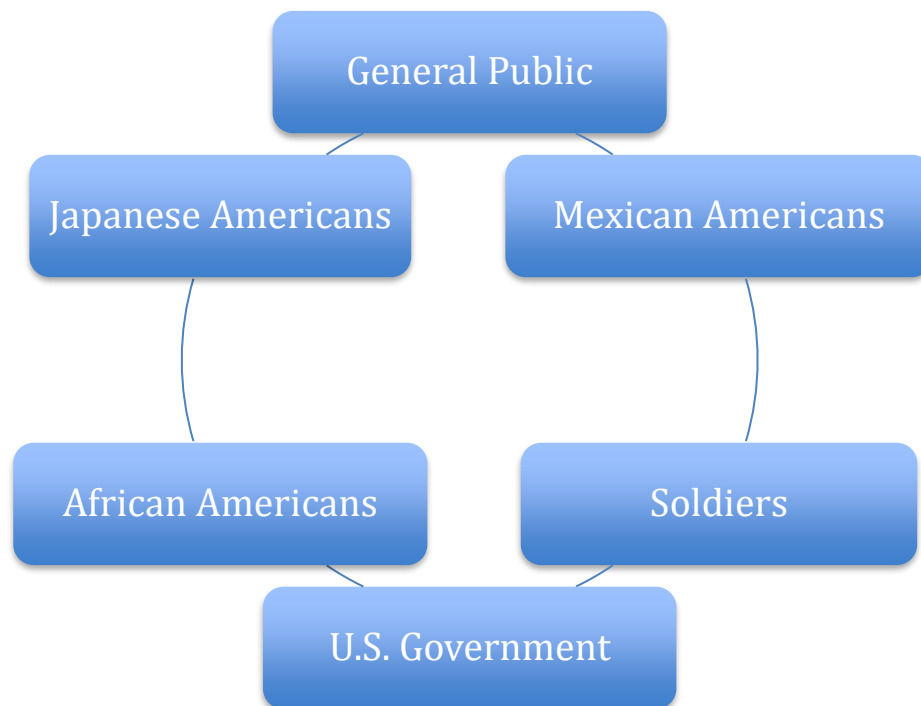 General Public
Japanese Americans
Mexican Americans
African Americans
Soldiers
U.S. Government